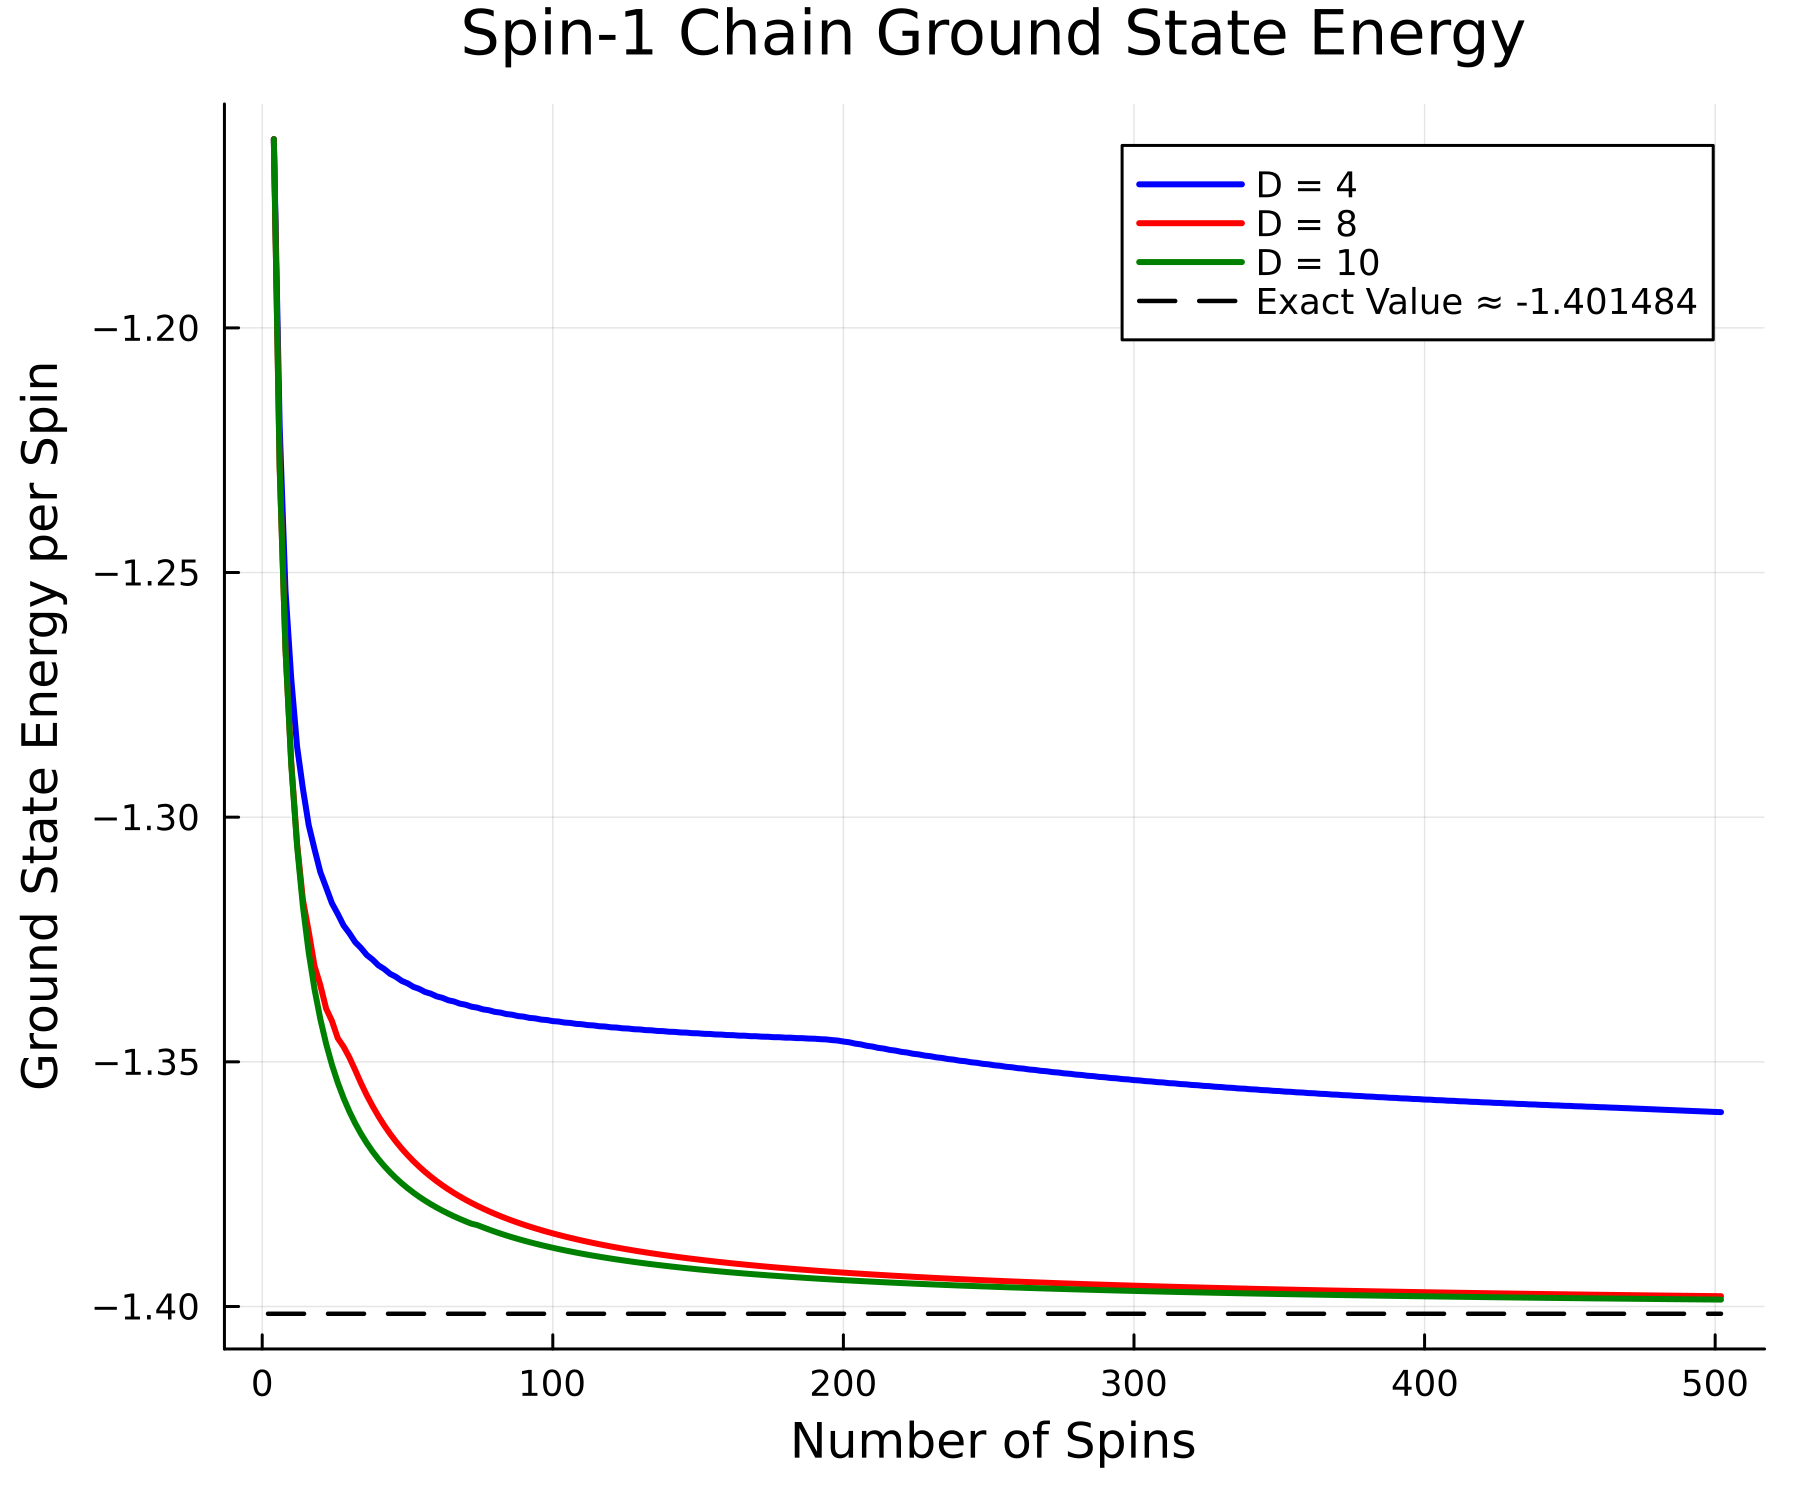 Spin-1 Chain Ground State Energy
D = 4
D = 8
D = 10
Exact Value ≈ -1.401484
Ground State Energy per Spin
−1.20
−1.25
−1.30
−1.35
−1.40
0 100 200 300 400 500
Number of Spins